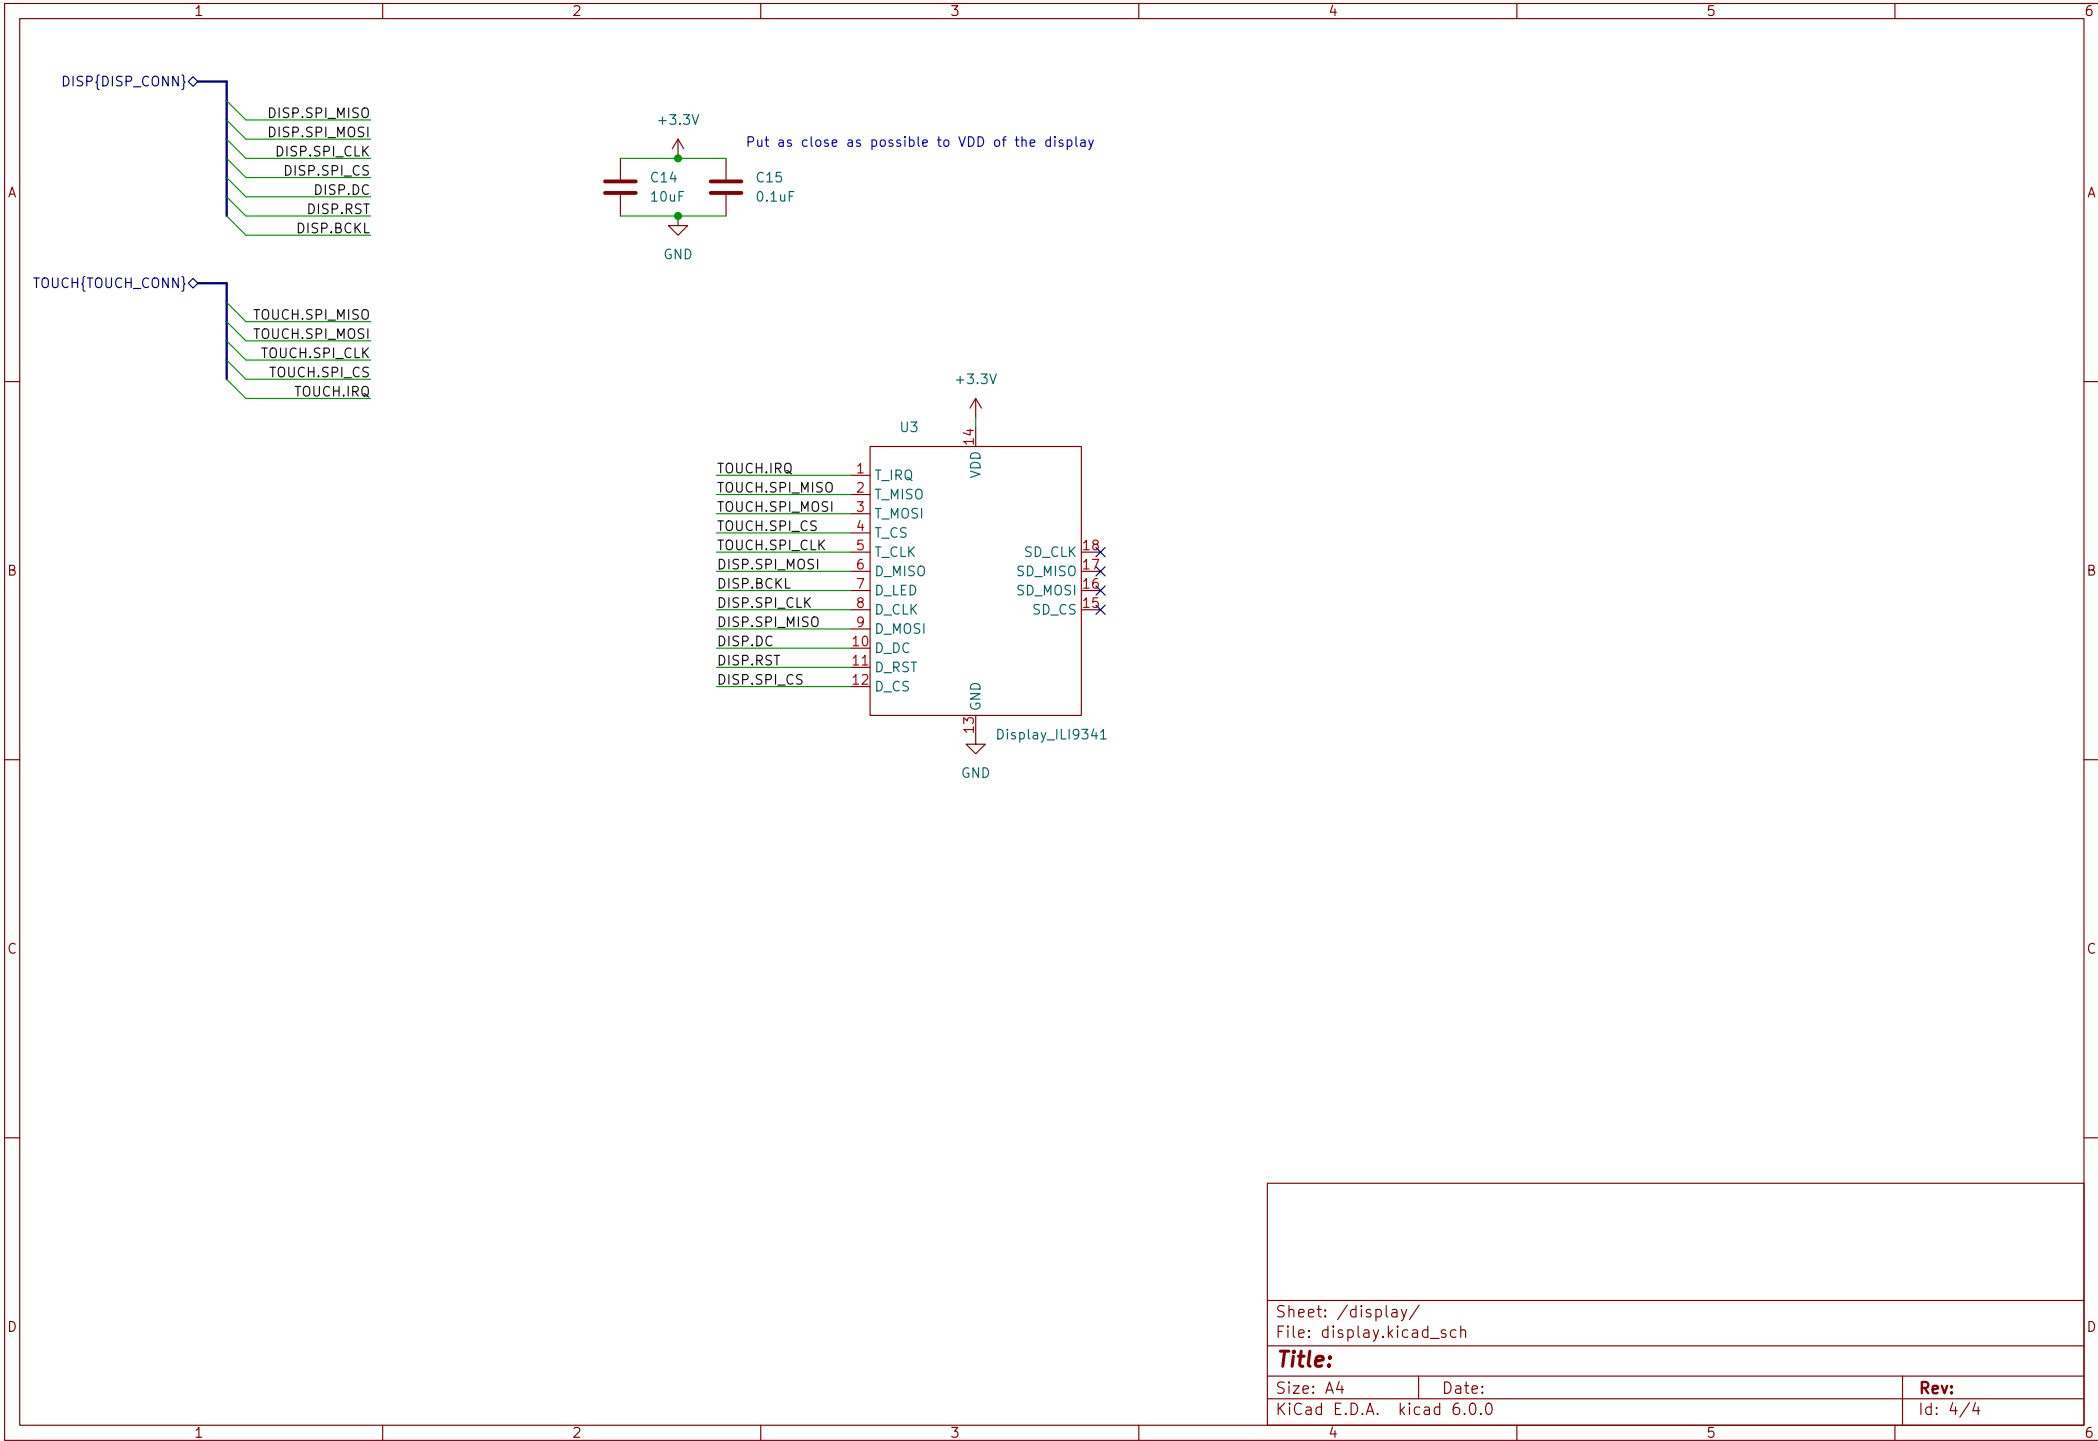 1 2 3 4 5 6
DISP{DISP_CONN}
DISP.SPI_MISO
DISP.SPI_MOSI
DISP.SPI_CLK
DISP.SPI_CS
DISP.DC
DISP.RST
DISP.BCKL
+3.3V
Put as close as possible to VDD of the display
C14
10uF
C15
0.1uF
GND
A A
TOUCH{TOUCH_CONN}
TOUCH.SPI_MISO
TOUCH.SPI_MOSI
TOUCH.SPI_CLK
TOUCH.SPI_CS
TOUCH.IRQ
+3.3V
U3
14
VDD
TOUCH.IRQ 1 T_IRQ
TOUCH.SPI_MISO 2 T_MISO
TOUCH.SPI_MOSI 3 T_MOSI
TOUCH.SPI_CS 4 T_CS
TOUCH.SPI_CLK 5 T_CLK SD_CLK 18
DISP.SPI_MOSI 6 D_MISO SD_MISO 17
DISP.BCKL 7 D_LED SD_MOSI 16
DISP.SPI_CLK 8 D_CLK SD_CS 15
DISP.SPI_MISO 9 D_MOSI
DISP.DC 10 D_DC
DISP.RST 11 D_RST
DISP.SPI_CS 12 D_CS
GND
13
Display_ILI9341
GND
B B
C C
D D
Sheet: /display/
File: display.kicad_sch
Title:
Size: A4 Date: Rev:
KiCad E.D.A. kicad 6.0.0 Id: 4/4
1 2 3 4 5 6